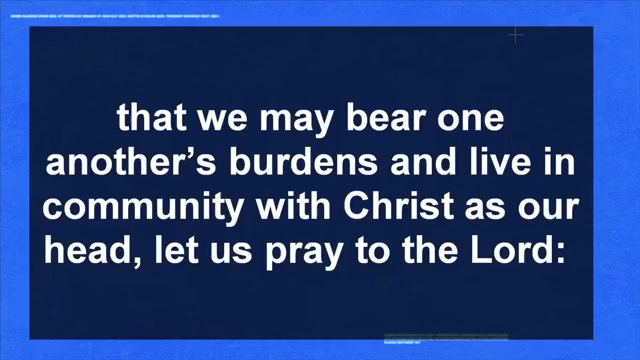 that we may bear one
another’s burdens and live in
community with Christ as our
head, let us pray to the Lord: